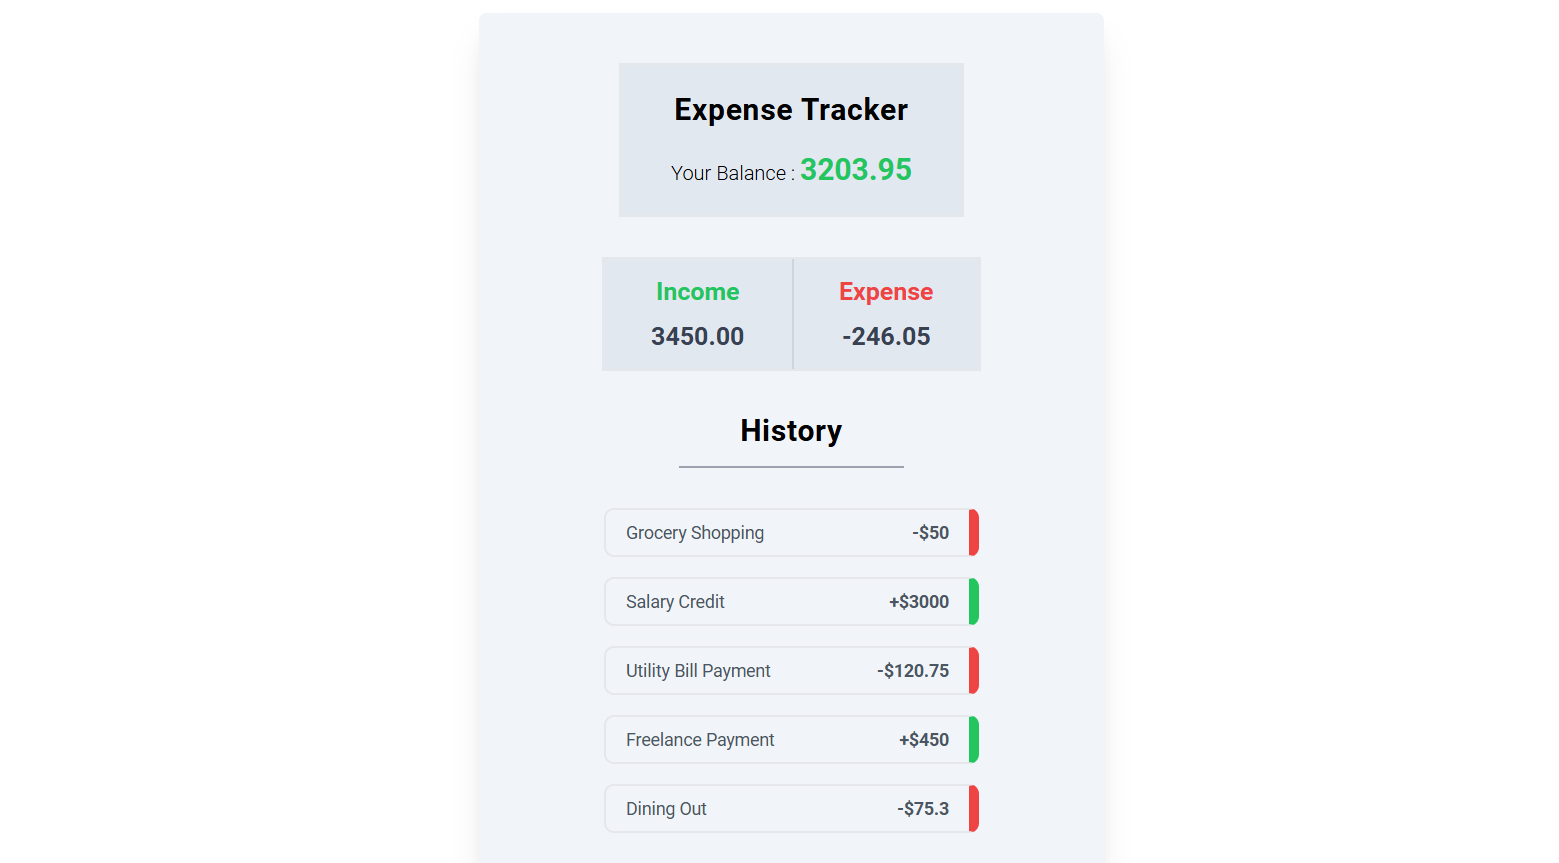 Expense Tracker
Your Balance : 3203.95
Income Expense
3450.00 -246.05
History
Grocery Shopping -$50
Salary Credit +$3000
Utility Bill Payment -$120.75
Freelance Payment +$450
Dining Out -$75.3